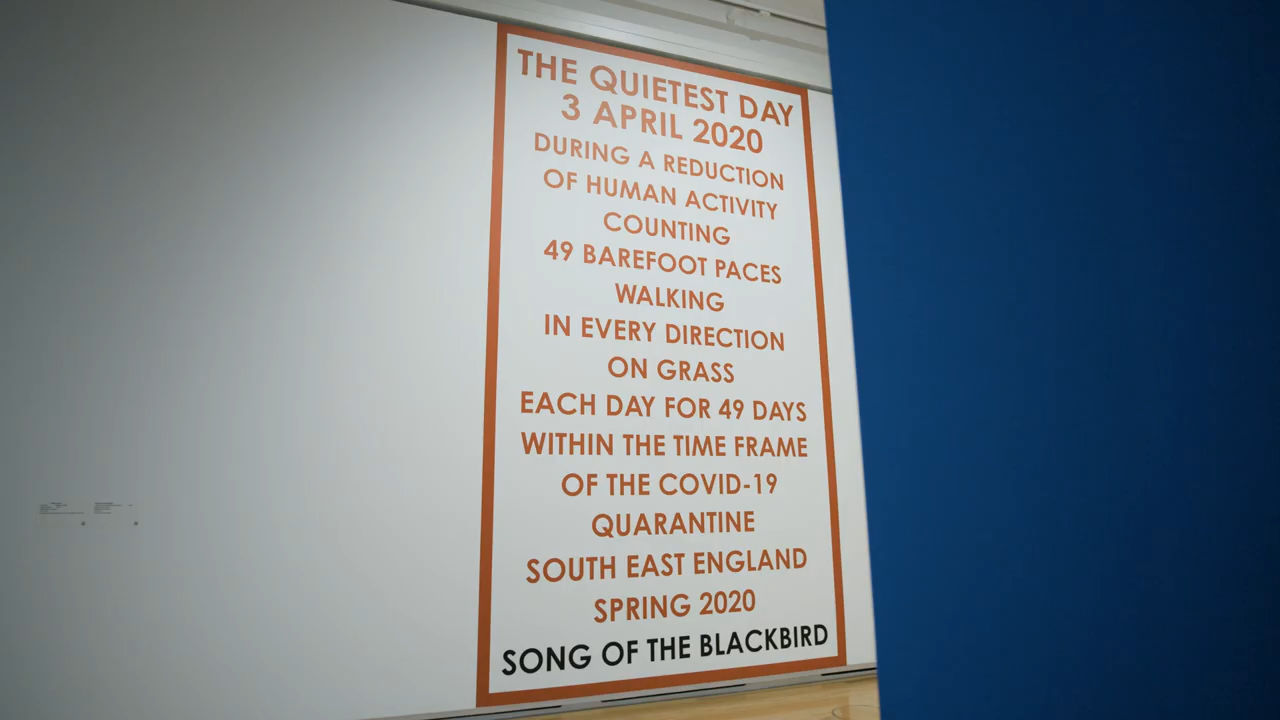 THE QUIETEST DAY
3 APRIL 2020
DURING A REDUCTION
OF HUMAN ACTIVITY
COUNTING
49 BAREFOOT PACES
WALKING
IN EVERY DIRECTION
ON GRASS
EACH DAY FOR 49 DAYS
WITHIN THE TIME FRAME
OF THE COVID-19
QUARANTINE
SOUTH EAST ENGLAND
SPRING 2020
SONG OF THE BLACKBIRD